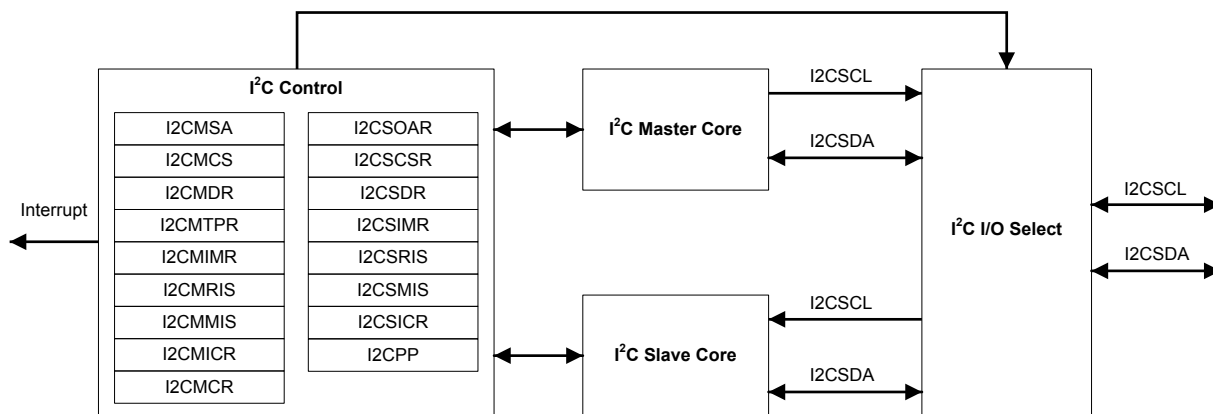 I²C Control
I2CMSA
I2CMCS
I2CMDR
I2CMTPR
I2CMIMR
I2CMRIS
I2CMMIS
I2CMICR
I2CMCR
I2CSOAR
I2CSCSR
I2CSDR
I2CSIMR
I2CSRIS
I2CSMIS
I2CSICR
I2CPP
Interrupt
I²C Master Core
I2CSCL
I2CSDA
I²C Slave Core
I2CSCL
I2CSDA
I²C I/O Select
I2CSCL
I2CSDA